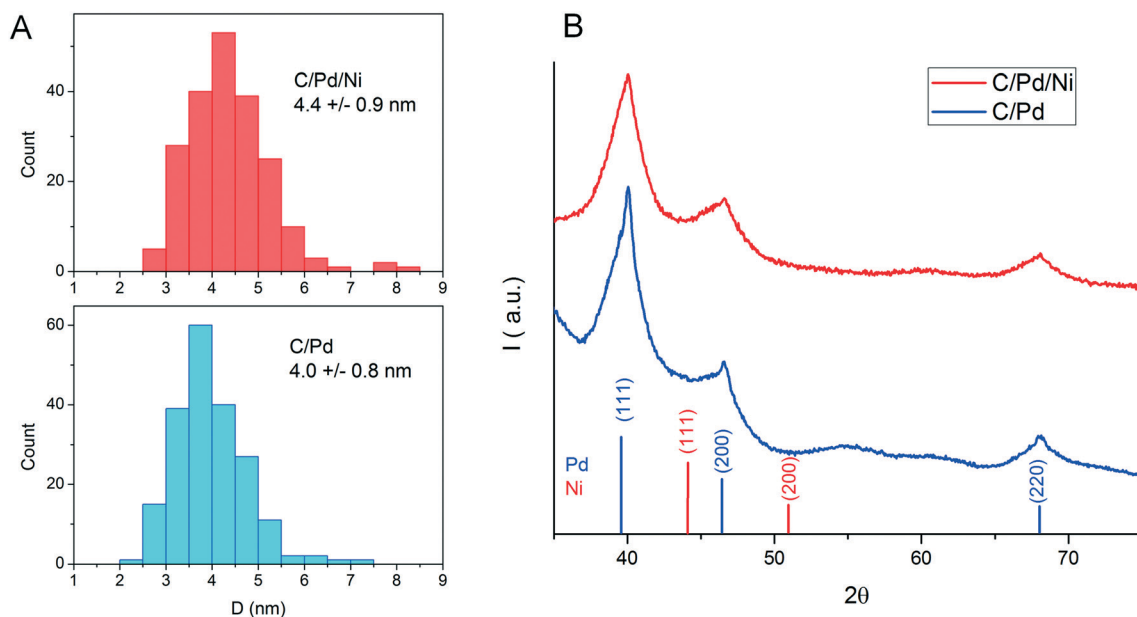 A
C/Pd/Ni
4.4 +/- 0.9 nm
Count
40
20
0
1 2 3 4 5 6 7 8 9
C/Pd
4.0 +/- 0.8 nm
Count
60
40
20
0
1 2 3 4 5 6 7 8 9
D (nm)
B
C/Pd/Ni
C/Pd
I ( a.u.)
Pd
Ni
(111)
(111)
(200)
(200)
(220)
40 50 60 70
2θ